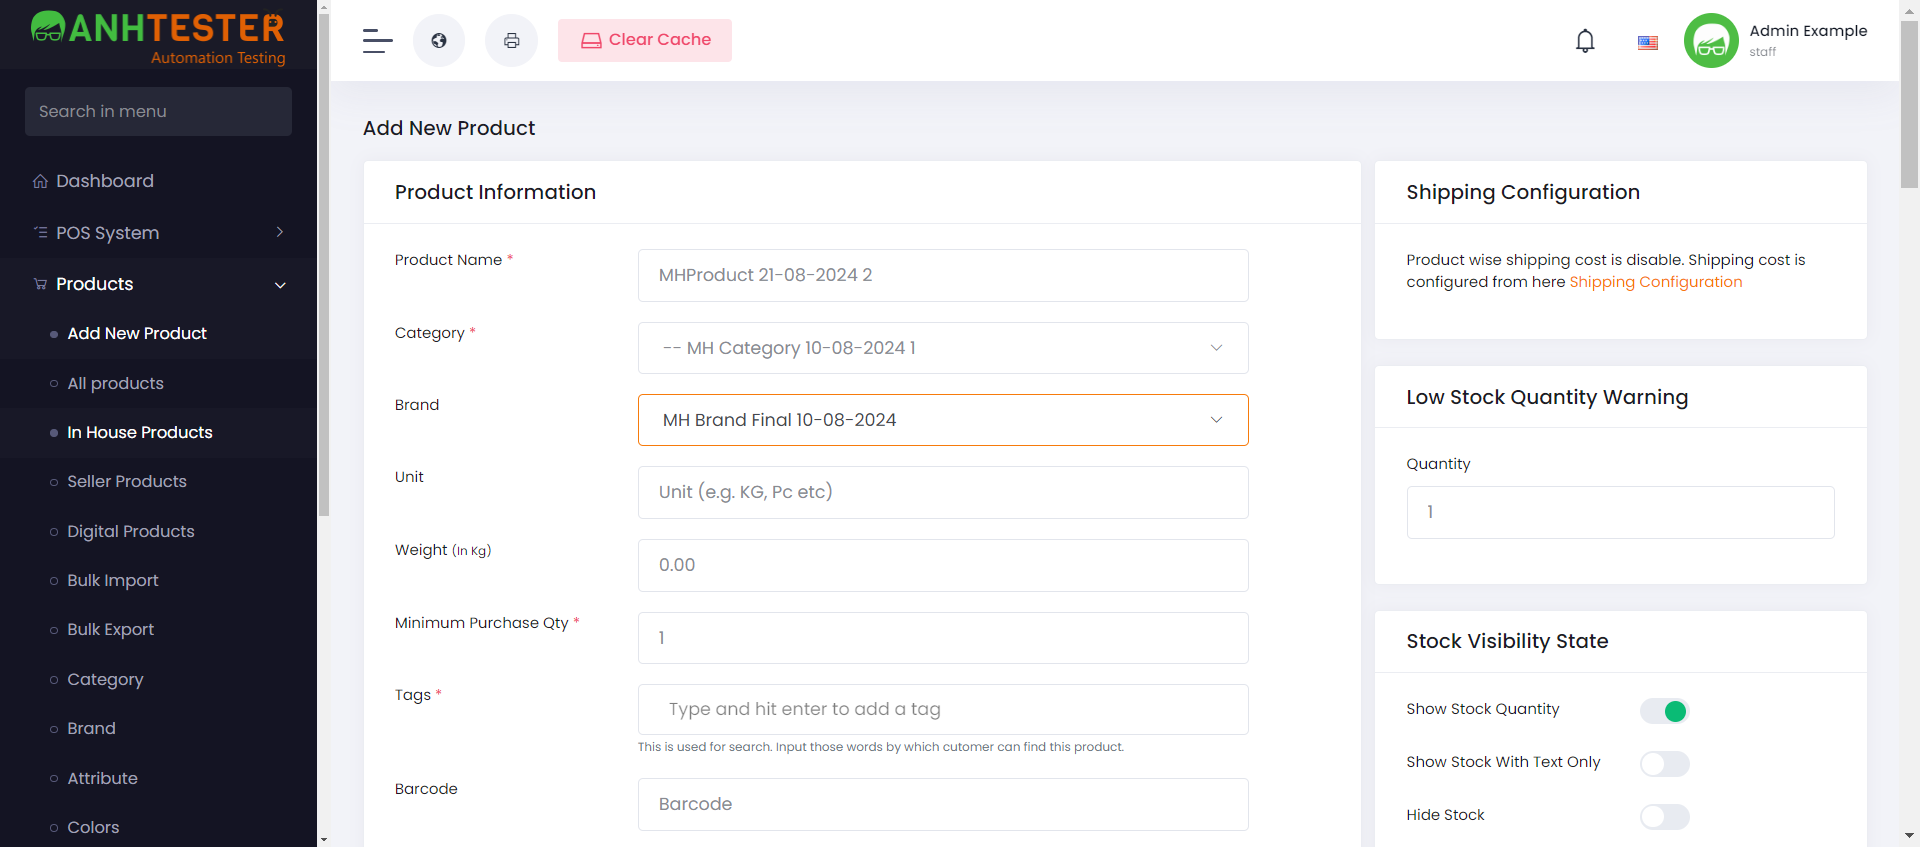 ANHTESTER
Automation Testing
Search in menu
Dashboard
POS System
Products
Add New Product
All products
In House Products
Seller Products
Digital Products
Bulk Import
Bulk Export
Category
Brand
Attribute
Colors
Clear Cache
Admin Example
staff
Add New Product
Product Information
Product Name *
MHProduct 21-08-2024 2
Category *
-- MH Category 10-08-2024 1
Brand
MH Brand Final 10-08-2024
Unit
Unit (e.g. KG, Pc etc)
Weight (In Kg)
0.00
Minimum Purchase Qty *
1
Tags *
Type and hit enter to add a tag
This is used for search. Input those words by which cutomer can find this product.
Barcode
Barcode
Shipping Configuration
Product wise shipping cost is disable. Shipping cost is
configured from here Shipping Configuration
Low Stock Quantity Warning
Quantity
1
Stock Visibility State
Show Stock Quantity
Show Stock With Text Only
Hide Stock